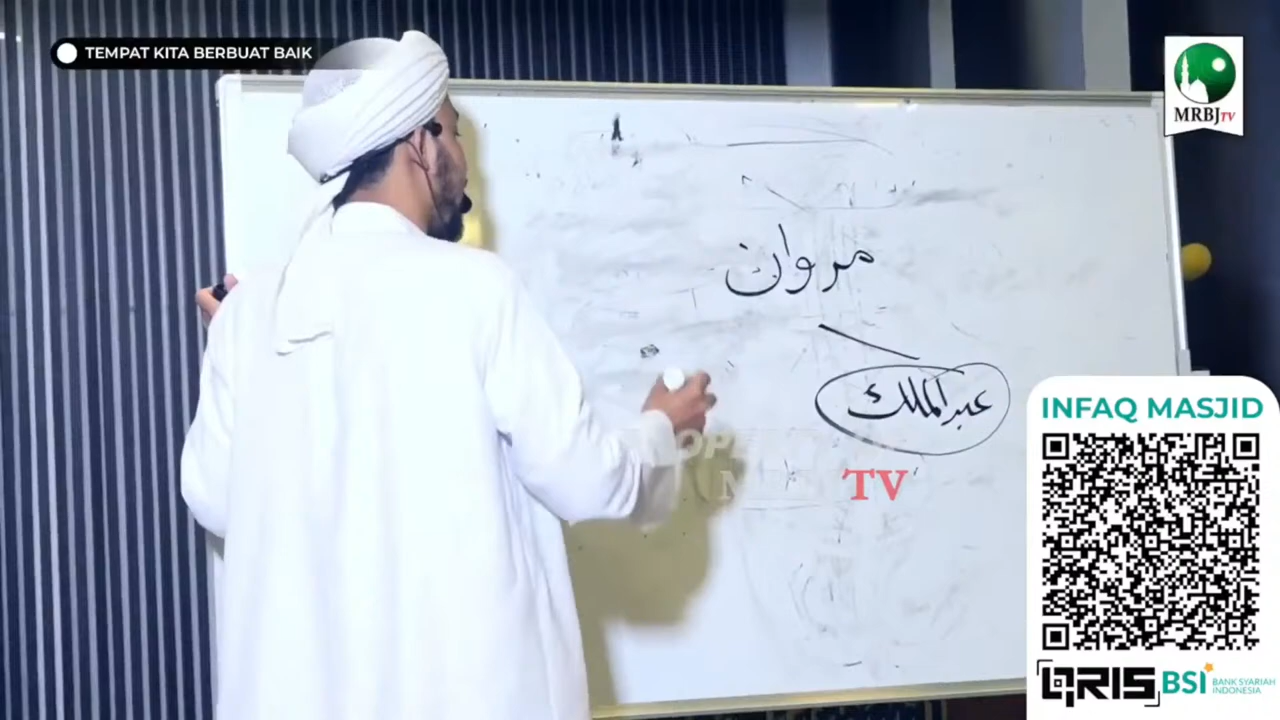 TEMPAT KITA BERBUAT BAIK
MRBJTV
مروان
عبدالملك
TV
INFAQ MASJID
QRIS
BSI BANK SYARIAH INDONESIA